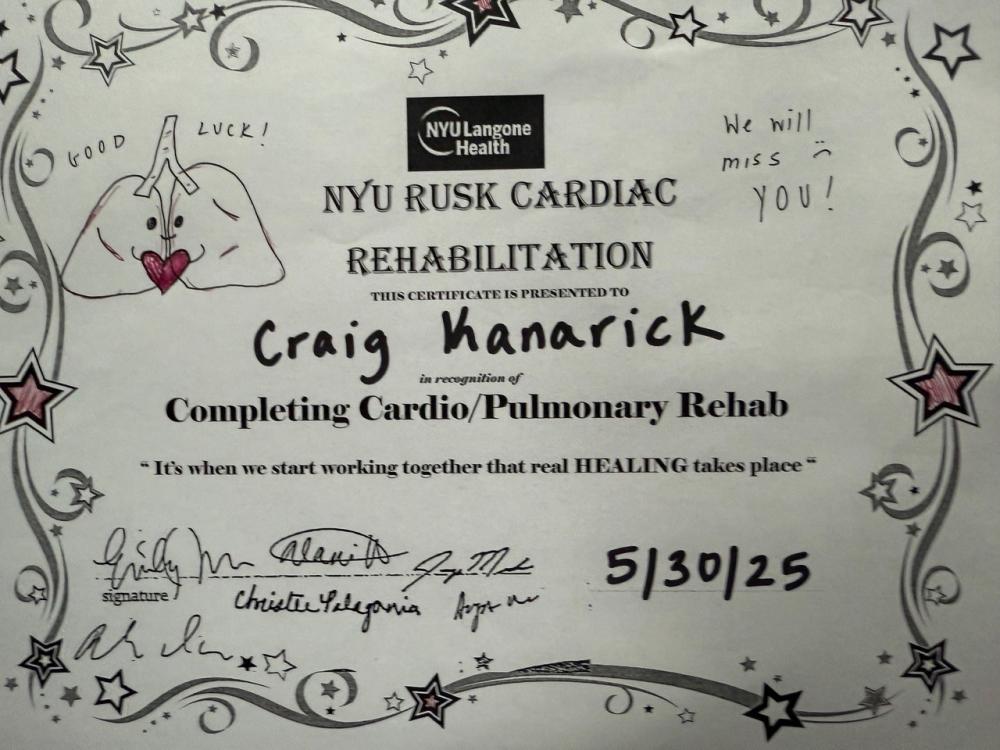 GOOD LUCK!
We will
miss
YOU!
NYU Langone
Health
NYU RUSK CARDIAC
REHABILITATION
THIS CERTIFICATE IS PRESENTED TO
Craig Kanarick
in recognition of
Completing Cardio/Pulmonary Rehab
“ It's when we start working together that real HEALING takes place “
5/30/25
signature
Christie